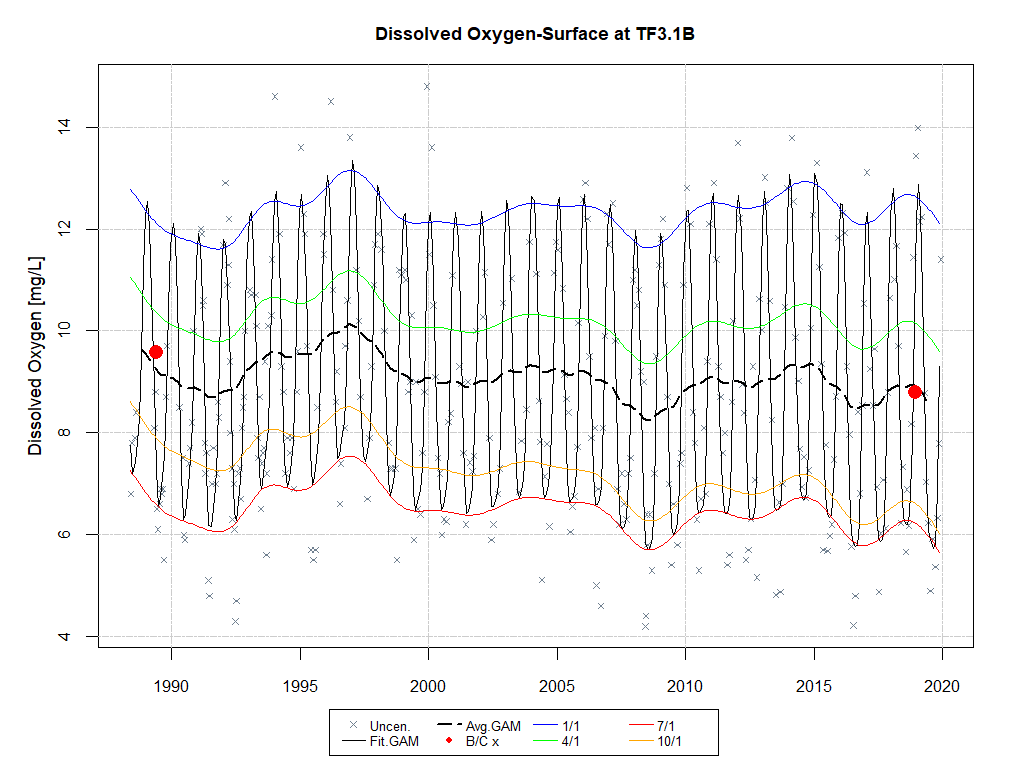 Dissolved Oxygen-Surface at TF3.1B
Dissolved Oxygen [mg/L]
14
12
10
8
6
4
1990 1995 2000 2005 2010 2015 2020
Uncen. Avg.GAM 1/1 7/1
Fit.GAM B/C x 4/1 10/1